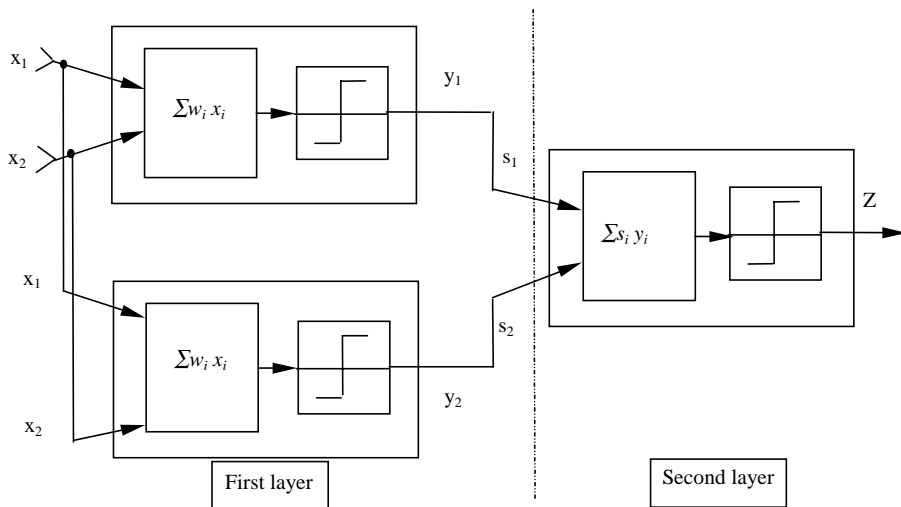 x₁
Σwᵢ xᵢ
y₁
x₂
s₁
Z
Σsᵢ yᵢ
x₁
s₂
Σwᵢ xᵢ
y₂
x₂
First layer
Second layer